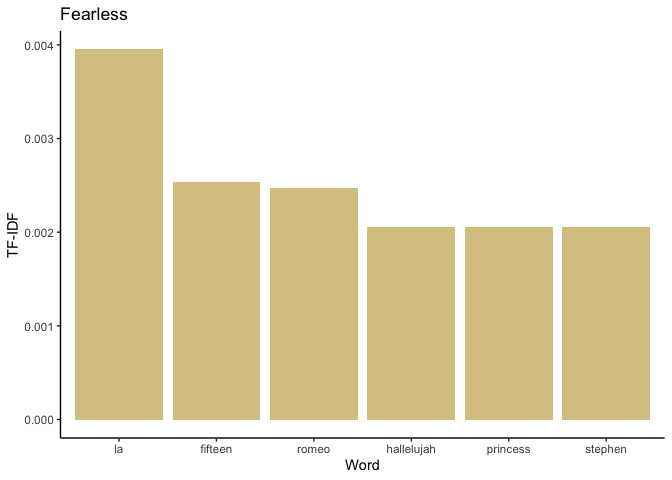 Fearless
TF-IDF
0.004
0.003
0.002
0.001
0.000
la fifteen romeo hallelujah princess stephen
Word